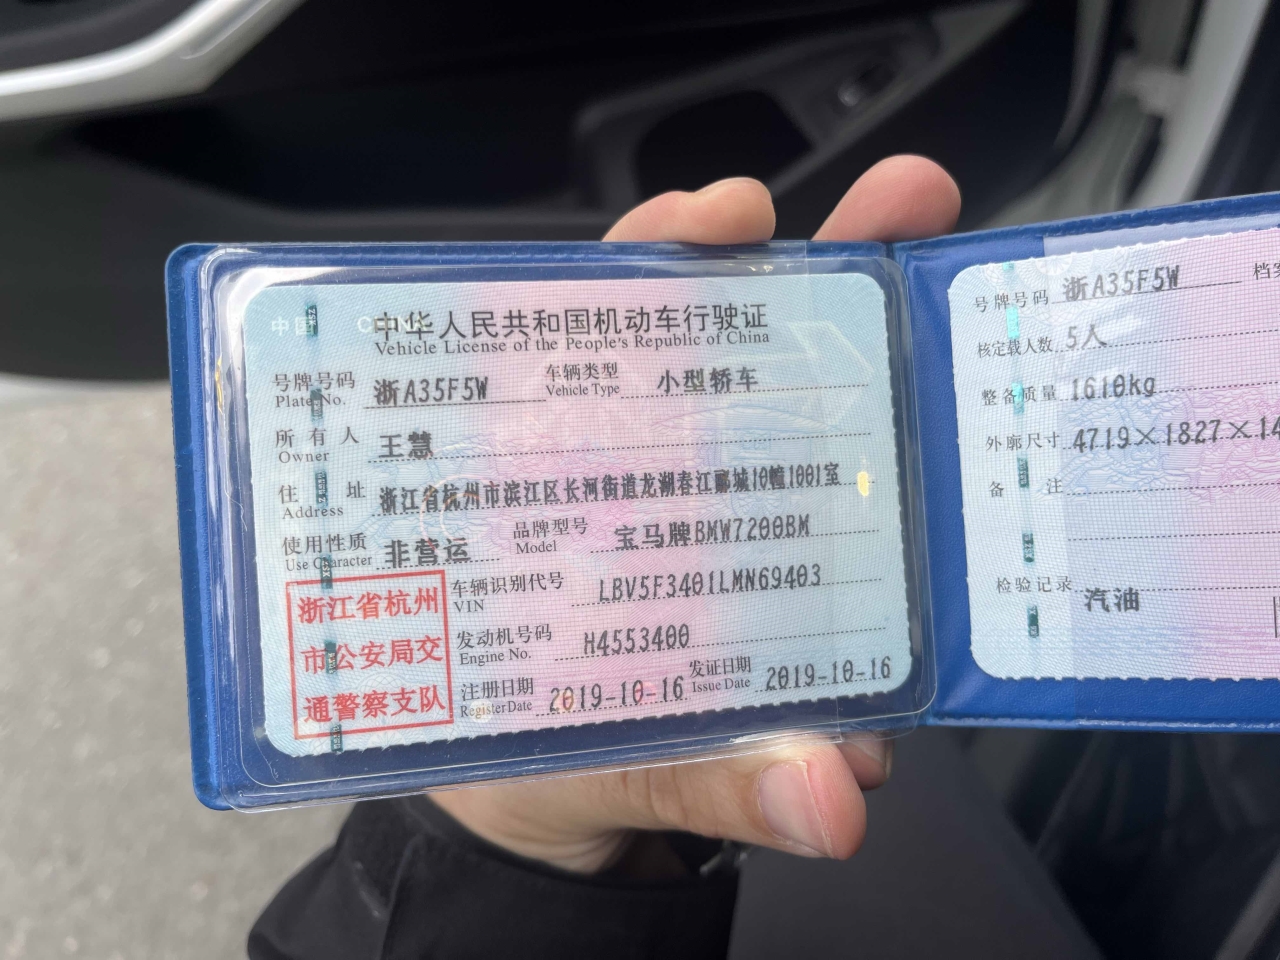 中国 CHINA
中华人民共和国机动车行驶证
Vehicle License of the People's Republic of China
号牌号码 浙A35F5W 车辆类型 小型轿车
Plate No. Vehicle Type
所有人 王慧
Owner
住址 浙江省杭州市滨江区长河街道龙湖春江郦城10幢1001室
Address
使用性质 非营运 品牌型号 宝马牌BMW7200BM
Use Character Model
浙江省杭州
市公安局交
通警察支队
车辆识别代号 LBV5F3401LMN69403
VIN
发动机号码 H4553400
Engine No.
注册日期 2019-10-16 发证日期 2019-10-16
Register Date Issue Date
号牌号码 浙A35F5W 档案
核定载人数 5人
整备质量 1610kg
外廓尺寸 4719×1827×14
备注
检验记录 汽油